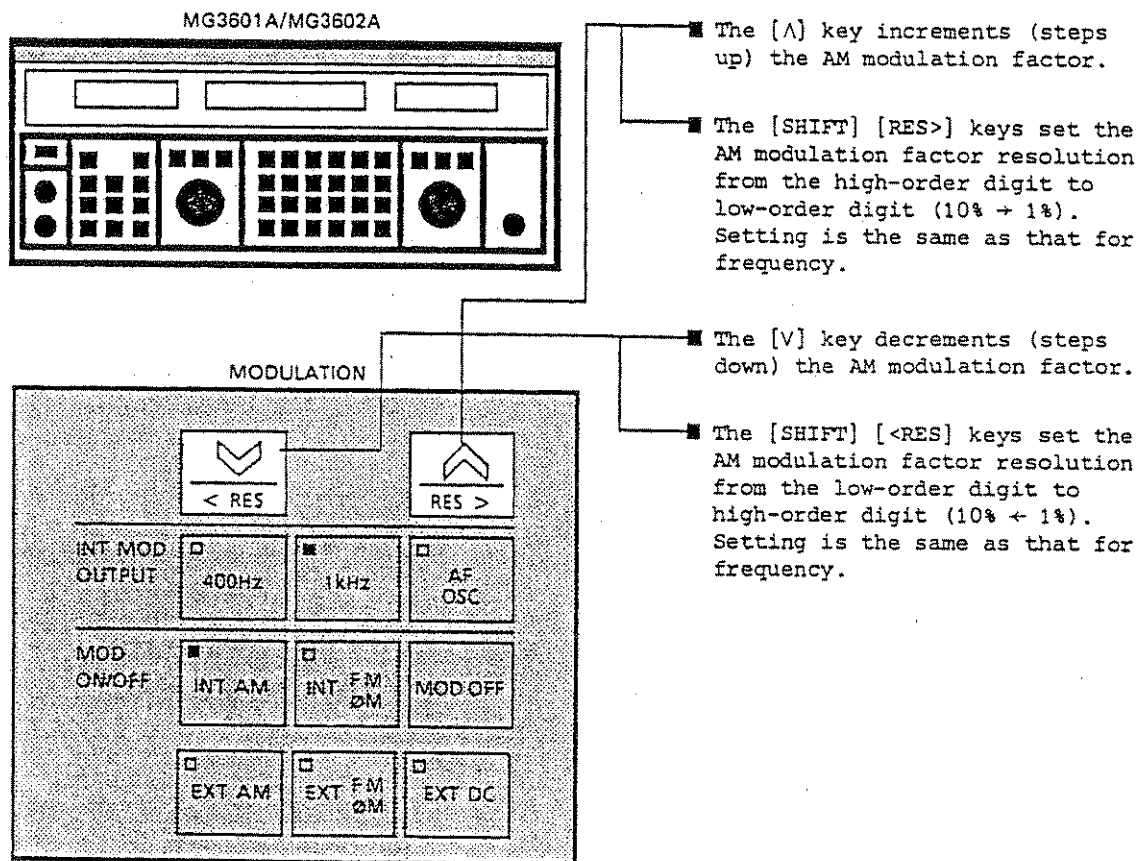 MG3601A/MG3602A
■ The [Λ] key increments (steps
up) the AM modulation factor.
■ The [SHIFT] [RES>] keys set the
AM modulation factor resolution
from the high-order digit to
low-order digit (10% → 1%).
Setting is the same as that for
frequency.
■ The [V] key decrements (steps
down) the AM modulation factor.
■ The [SHIFT] [<RES] keys set the
AM modulation factor resolution
from the low-order digit to
high-order digit (10% ← 1%).
Setting is the same as that for
frequency.
MODULATION
< RES
RES >
INT MOD
OUTPUT
400Hz
1kHz
AF
OSC
MOD
ON/OFF
INT AM
INT FM
ØM
MOD OFF
EXT AM
EXT FM
ØM
EXT DC